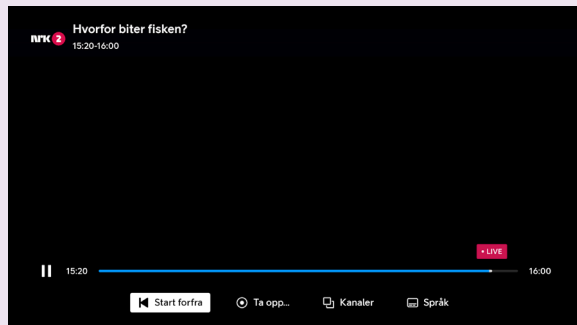 NRK 2
Hvorfor biter fisken?
15:20-16:00
• LIVE
15:20
16:00
Start forfra
Ta opp...
Kanaler
Språk